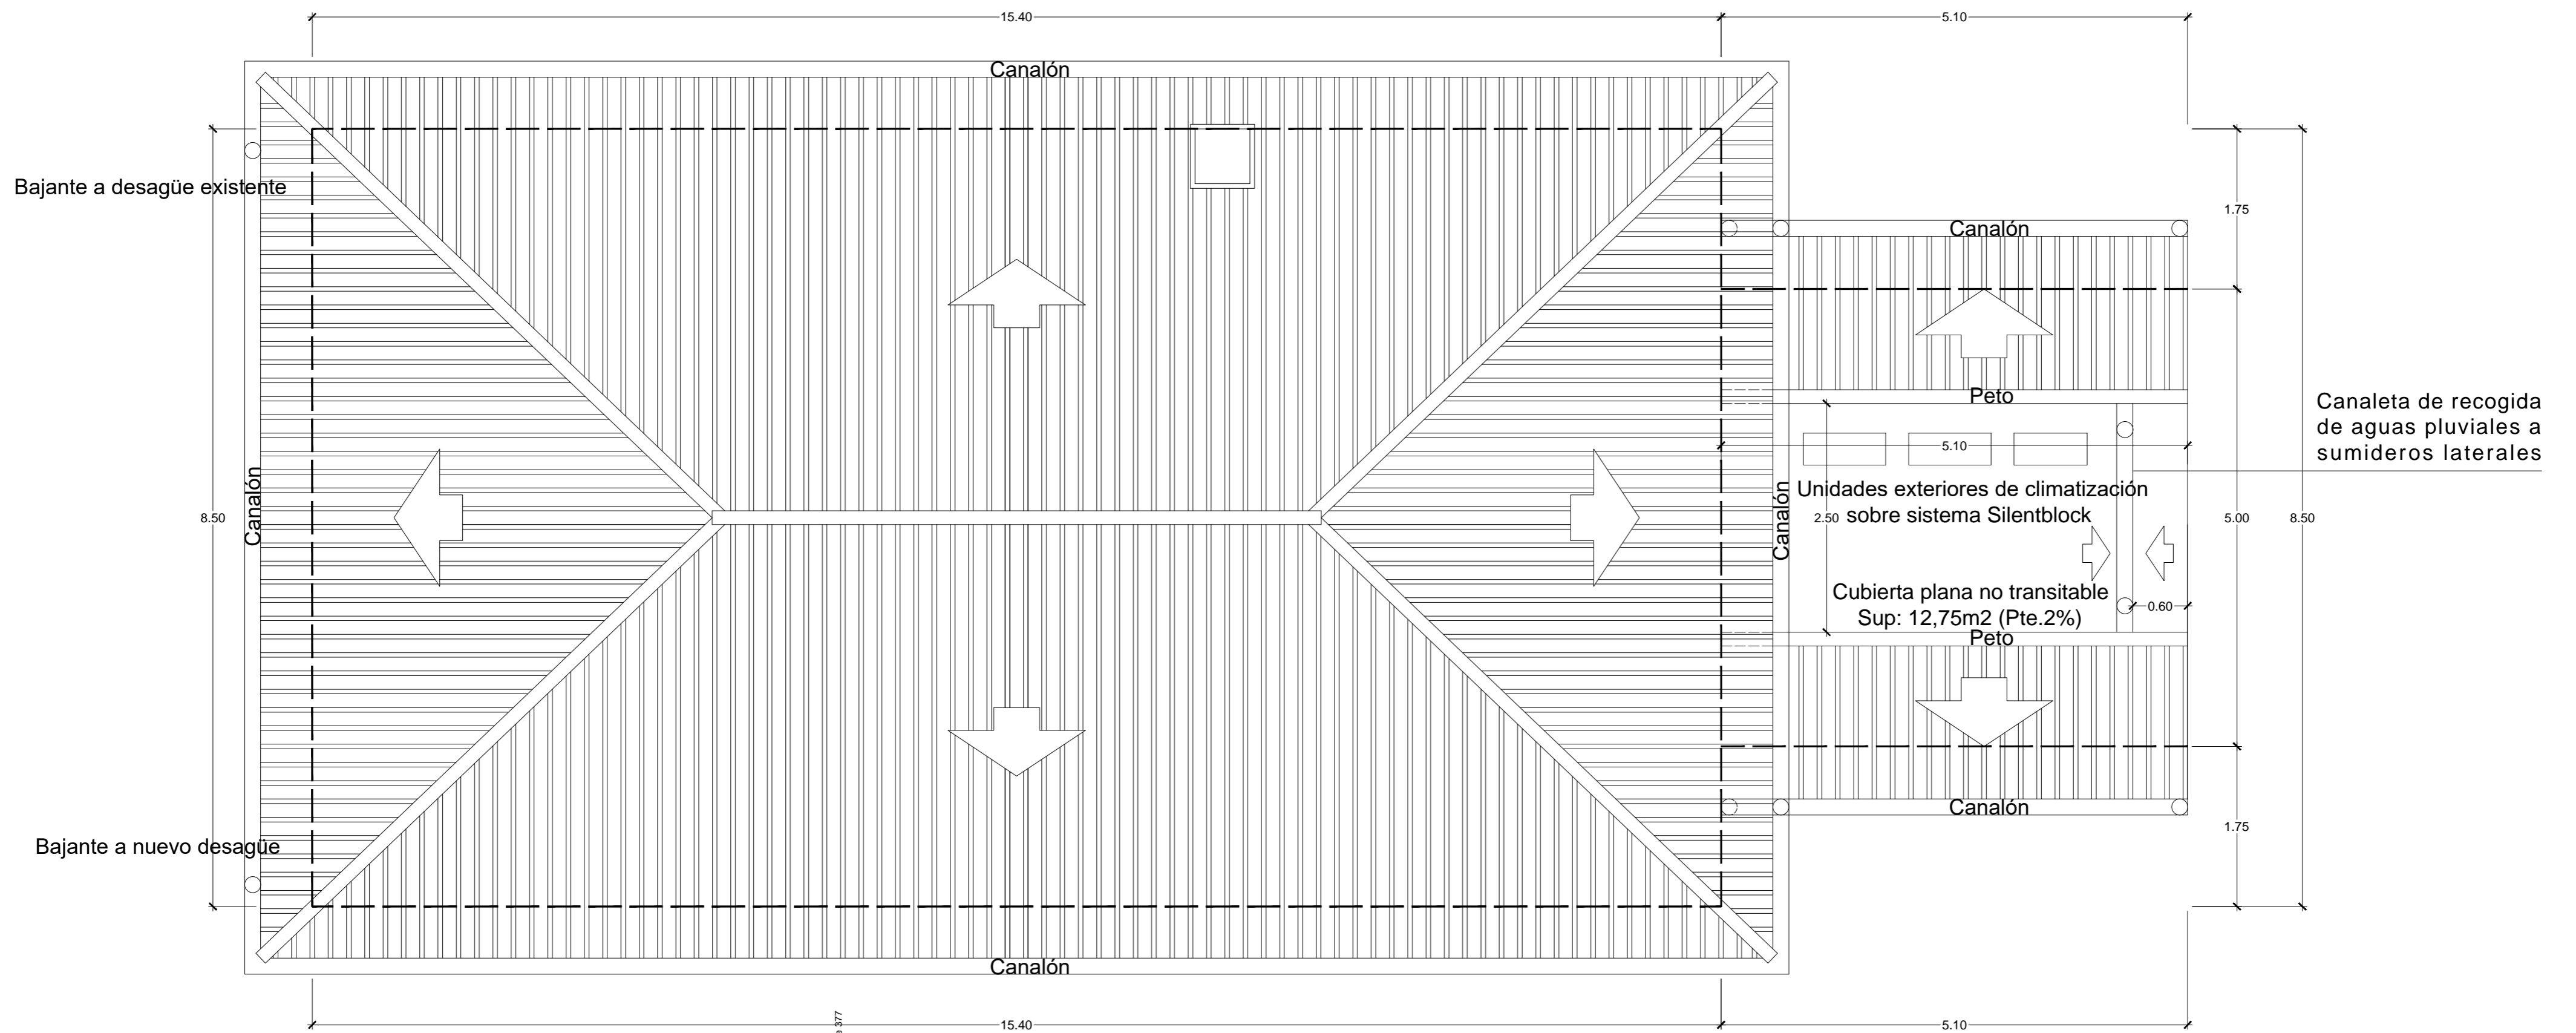 15.40
5.10
Canalón
Bajante a desagüe existente
1.75
Canalón
Canalón
Peto
5.10
Canaleta de recogida
de aguas pluviales a
sumideros laterales
Unidades exteriores de climatización
sobre sistema Silentblock
2.50
Canalón
8.50
5.00
8.50
Cubierta plana no transitable
Sup: 12,75m2 (Pte.2%)
0.60
Peto
Canalón
1.75
Bajante a nuevo desagüe
Canalón
15.40
5.10
377